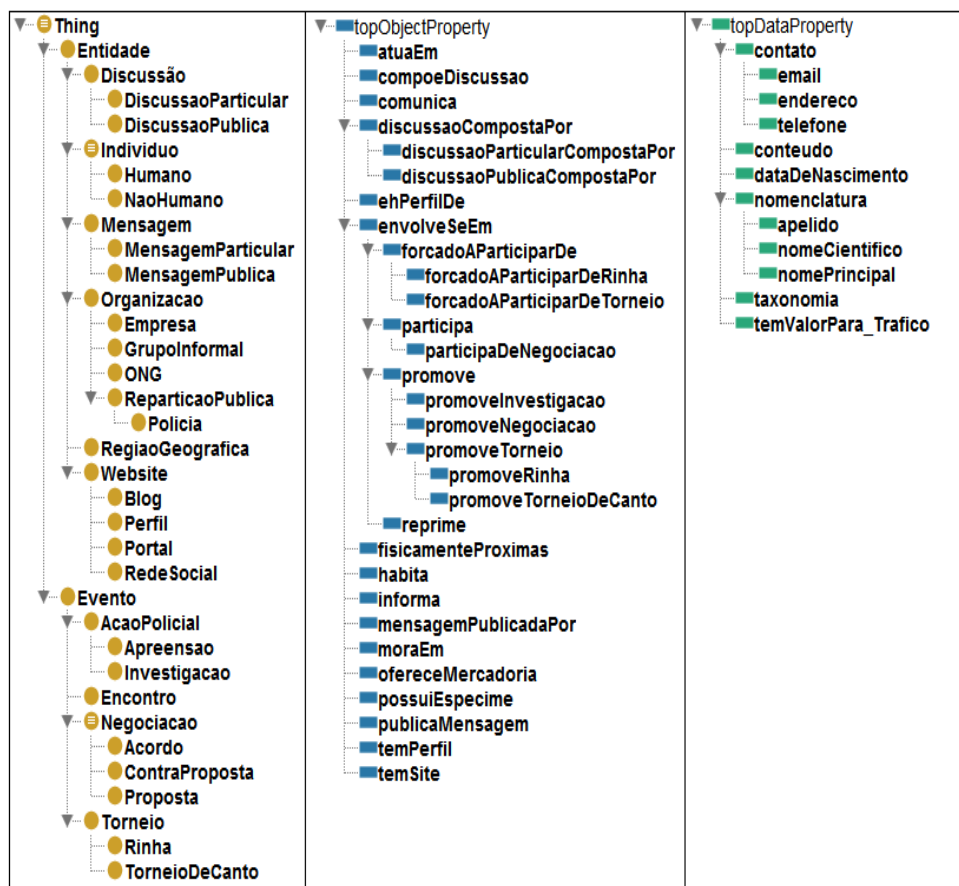 Thing
Entidade
Discussão
DiscussaoParticular
DiscussaoPublica
Individuo
Humano
NaoHumano
Mensagem
MensagemParticular
MensagemPublica
Organizacao
Empresa
GrupoInformal
ONG
ReparticaoPublica
Policia
RegiaoGeografica
Website
Blog
Perfil
Portal
RedeSocial
Evento
AcaoPolicial
Apreensao
Investigacao
Encontro
Negociacao
Acordo
ContraProposta
Proposta
Torneio
Rinha
TorneioDeCanto
topObjectProperty
atuaEm
compoeDiscussao
comunica
discussaoCompostaPor
discussaoParticularCompostaPor
discussaoPublicaCompostaPor
ehPerfilDe
envolveSeEm
forcadoAParticiparDe
forcadoAParticiparDeRinha
forcadoAParticiparDeTorneio
participa
participaDeNegociacao
promove
promoveInvestigacao
promoveNegociacao
promoveTorneio
promoveRinha
promoveTorneioDeCanto
reprime
fisicamenteProximas
habita
informa
mensagemPublicadaPor
moraEm
ofereceMercadoria
possuiEspecime
publicaMensagem
temPerfil
temSite
topDataProperty
contato
email
endereco
telefone
conteudo
dataDeNascimento
nomenclatura
apelido
nomeCientifico
nomePrincipal
taxonomia
temValorPara_Trafico